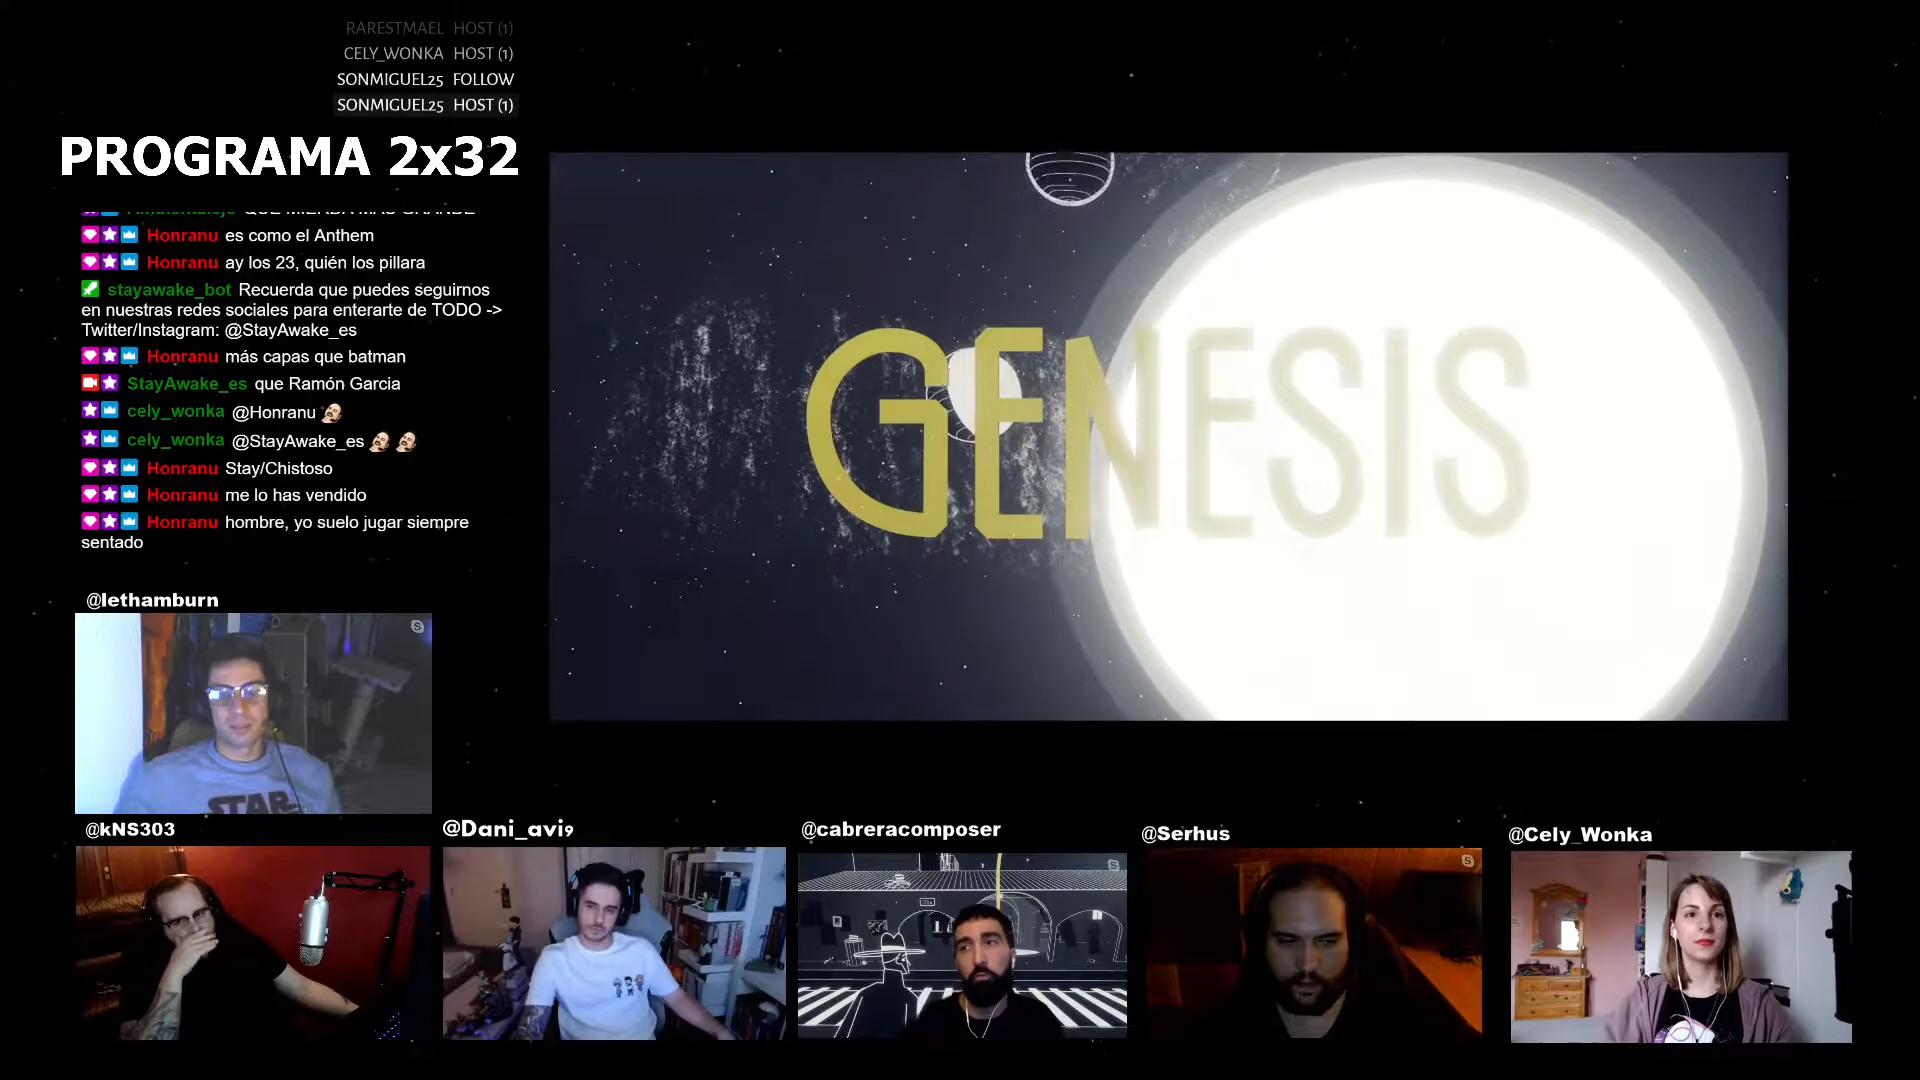 RARESTMAEL HOST (1)
CELY_WONKA HOST (1)
SONMIGUEL25 FOLLOW
SONMIGUEL25 HOST (1)
PROGRAMA 2x32
Honranu es como el Anthem
Honranu ay los 23, quién los pillara
stayawake_bot Recuerda que puedes seguirnos
en nuestras redes sociales para enterarte de TODO ->
Twitter/Instagram: @StayAwake_es
Honranu más capas que batman
StayAwake_es que Ramón Garcia
cely_wonka @Honranu
cely_wonka @StayAwake_es
Honranu Stay/Chistoso
Honranu me lo has vendido
Honranu hombre, yo suelo jugar siempre
sentado
GENESIS
@lethamburn
STAR
@kNS303
@Dani_avi9
@cabreracomposer
@Serhus
@Cely_Wonka